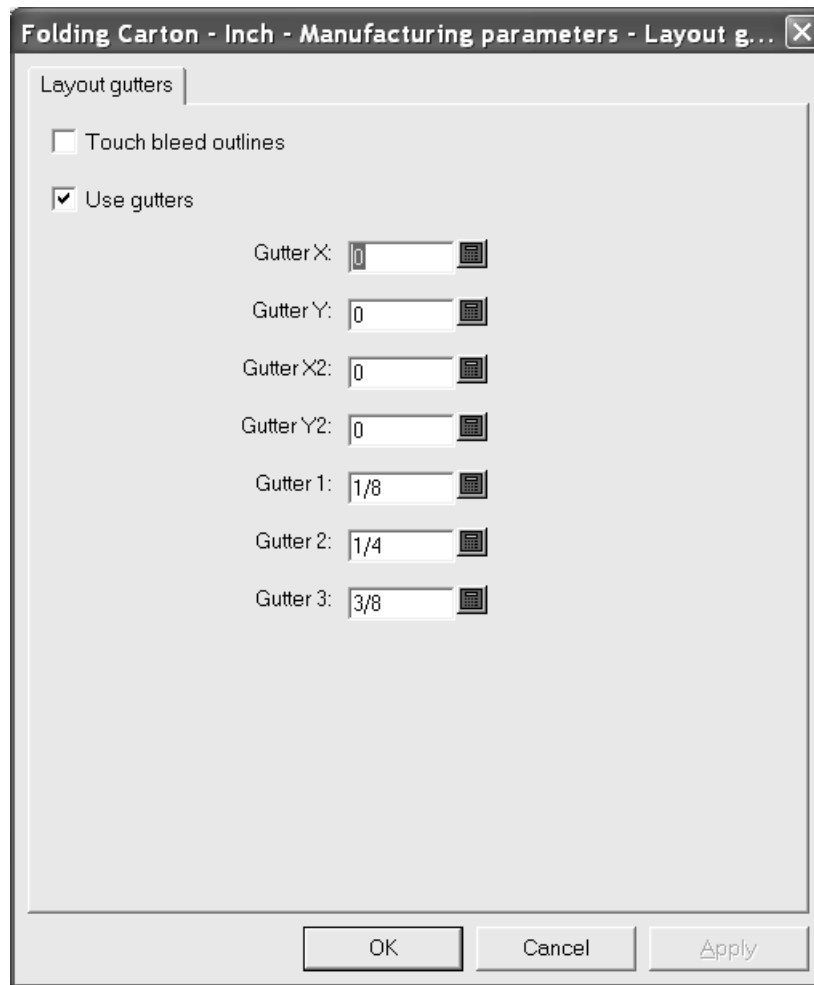 Folding Carton - Inch - Manufacturing parameters - Layout g...
Layout gutters
Touch bleed outlines
Use gutters
Gutter X: 0
Gutter Y: 0
Gutter X2: 0
Gutter Y2: 0
Gutter 1: 1/8
Gutter 2: 1/4
Gutter 3: 3/8
OK Cancel Apply